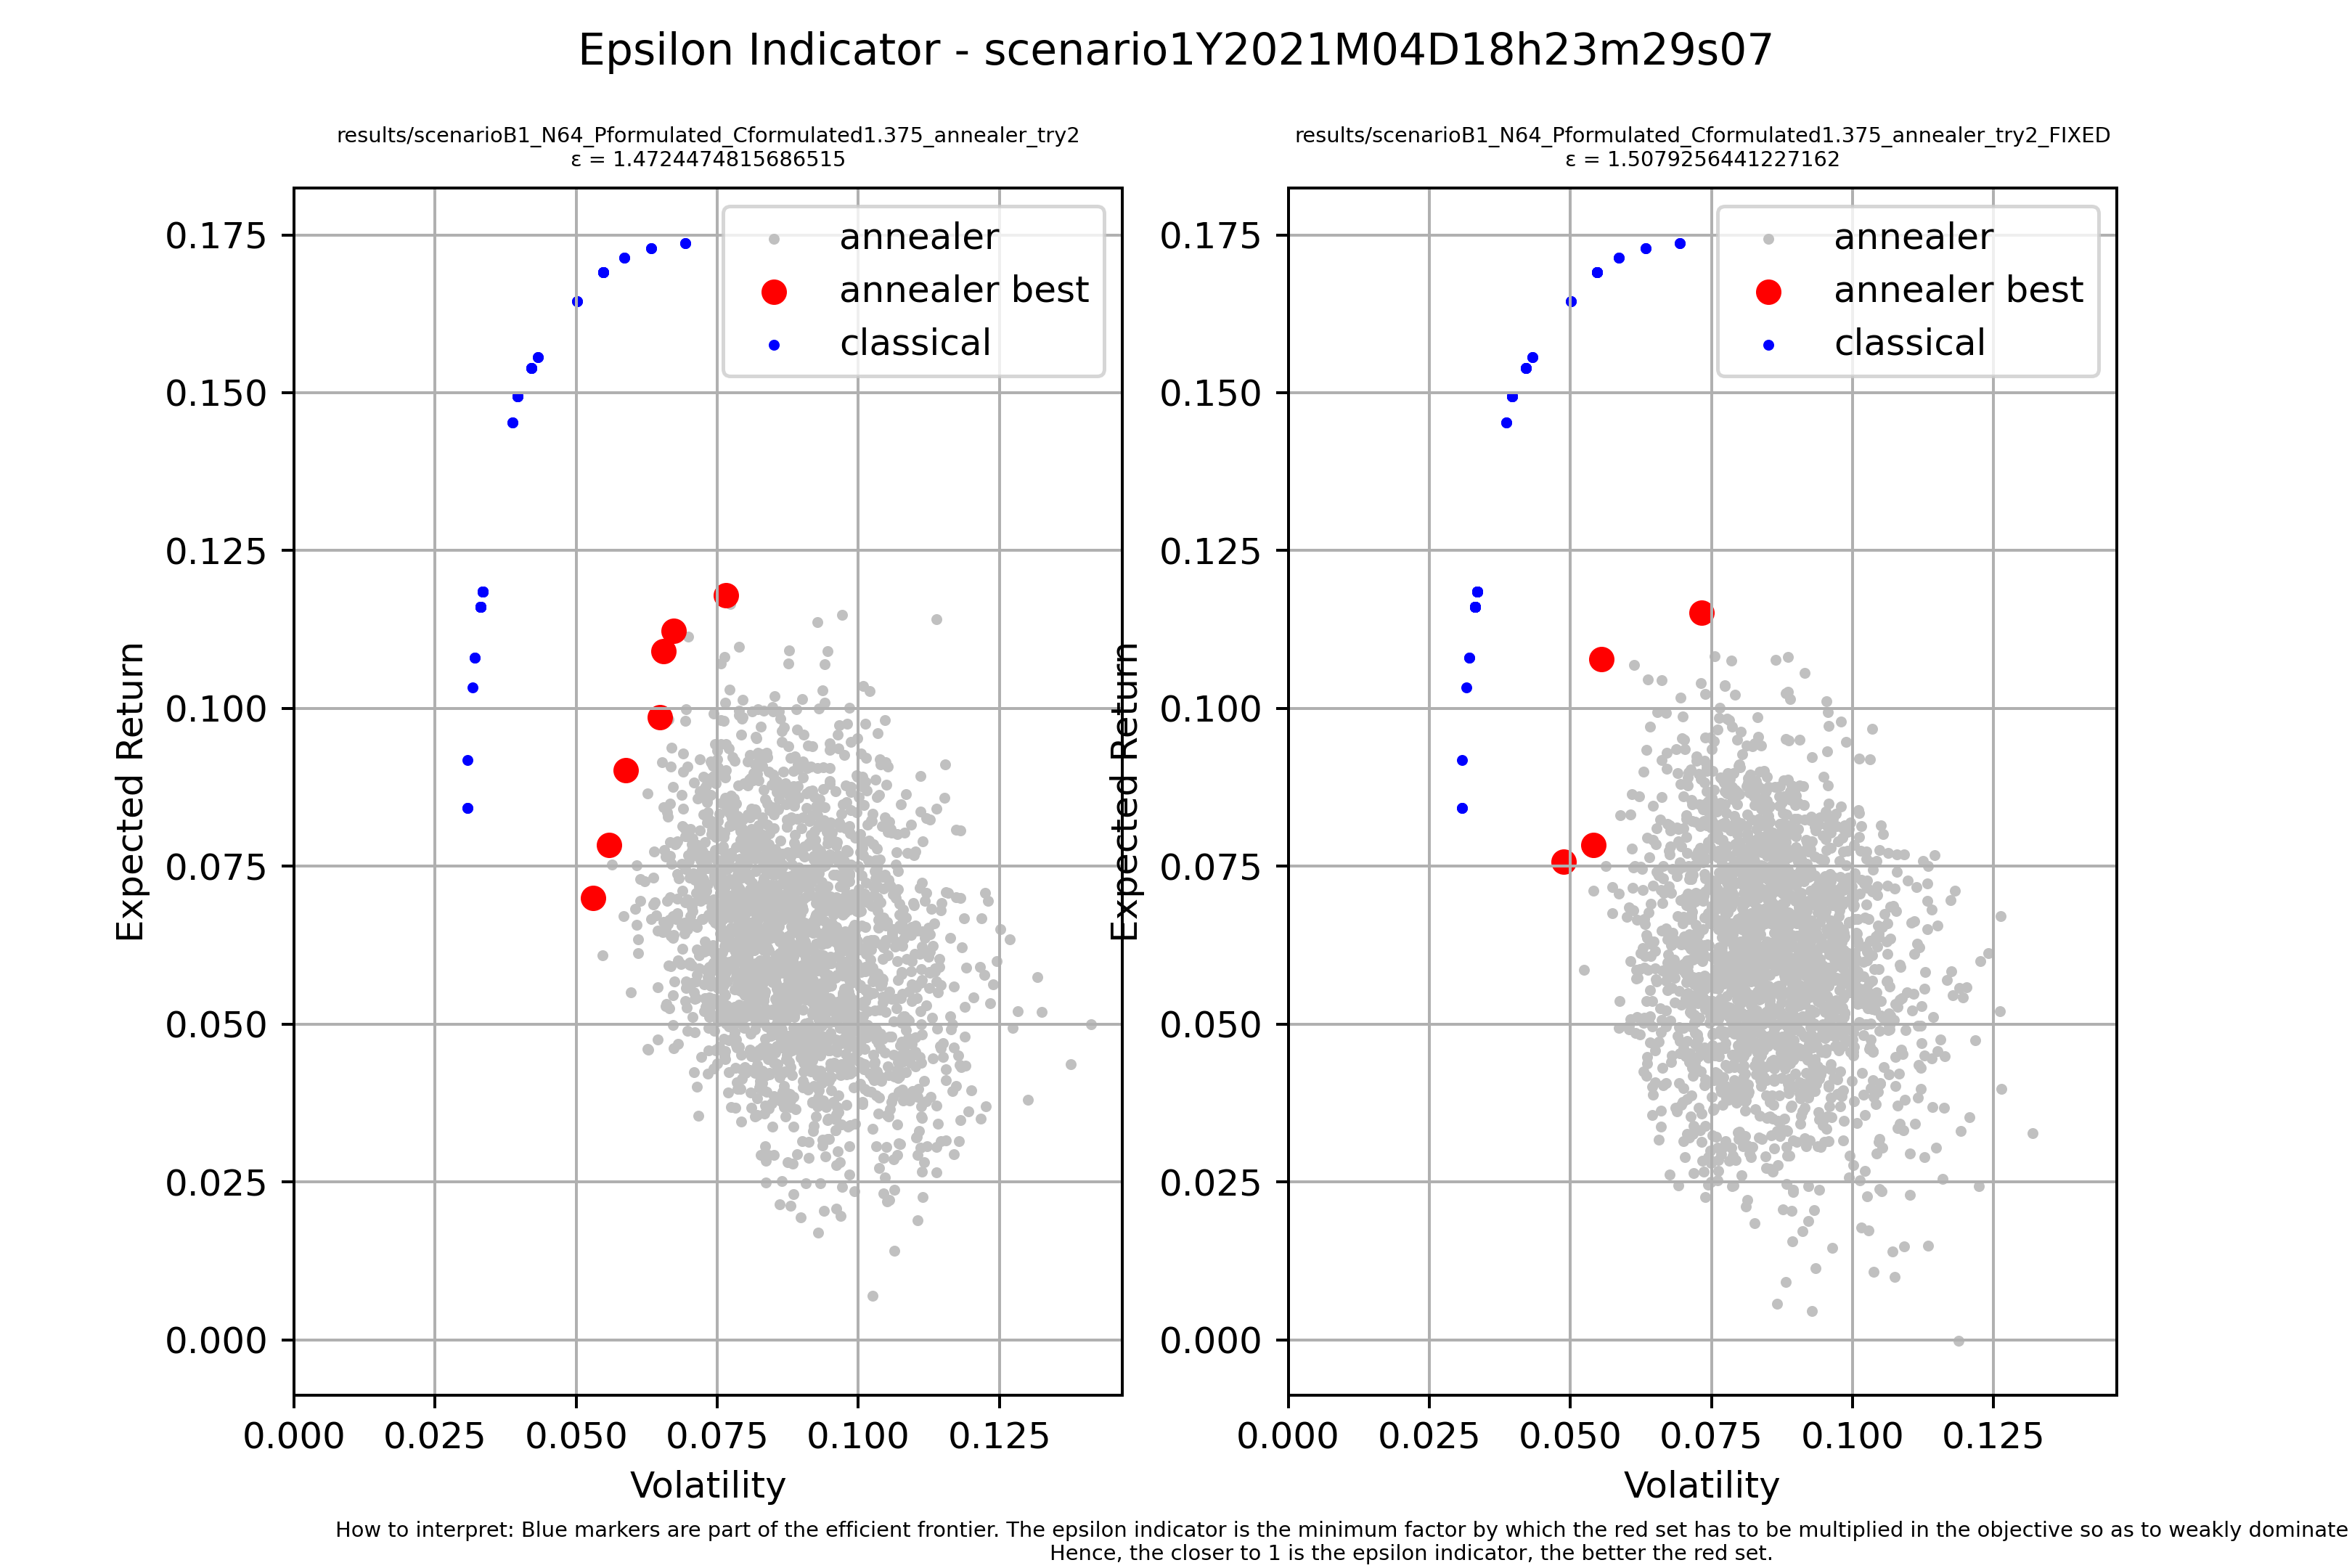 Epsilon Indicator - scenario1Y2021M04D18h23m29s07
results/scenarioB1_N64_Pformulated_Cformulated1.375_annealer_try2
ε = 1.4724474815686515
0.175
0.150
0.125
0.100
0.075
0.050
0.025
0.000
Expected Return
annealer
annealer best
classical
0.000 0.025 0.050 0.075 0.100 0.125
Volatility
results/scenarioB1_N64_Pformulated_Cformulated1.375_annealer_try2_FIXED
ε = 1.5079256441227162
0.175
0.150
0.125
0.100
0.075
0.050
0.025
0.000
Expected Return
annealer
annealer best
classical
0.000 0.025 0.050 0.075 0.100 0.125
Volatility
How to interpret: Blue markers are part of the efficient frontier. The epsilon indicator is the minimum factor by which the red set has to be multiplied in the objective so as to weakly dominate
Hence, the closer to 1 is the epsilon indicator, the better the red set.